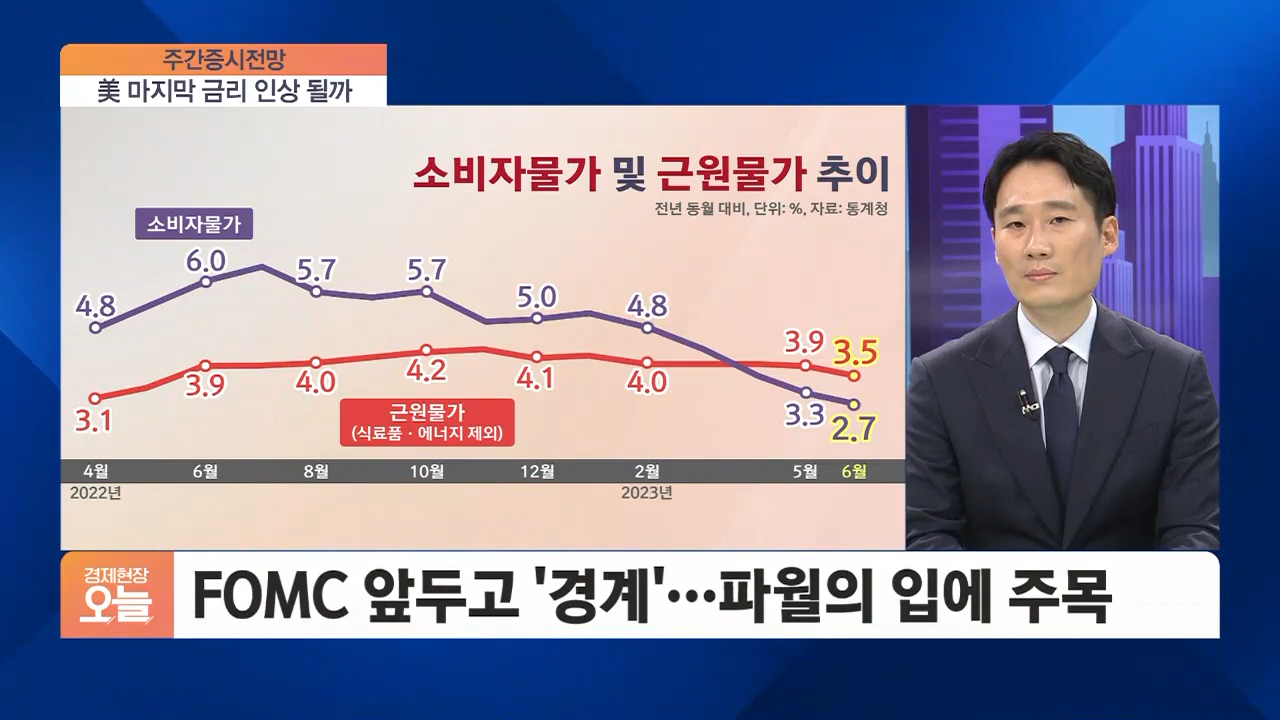 주간증시전망
美 마지막 금리 인상 될까
소비자물가 및 근원물가 추이
전년 동월 대비, 단위: %, 자료: 통계청
소비자물가
4.8
6.0
5.7
5.7
5.0
4.8
3.3
2.7
3.1
3.9
4.0
4.2
4.1
4.0
3.9
3.5
근원물가
(식료품·에너지 제외)
4월 6월 8월 10월 12월 2월 5월 6월
2022년 2023년
경제현장
오늘
FOMC 앞두고 '경계'…파월의 입에 주목